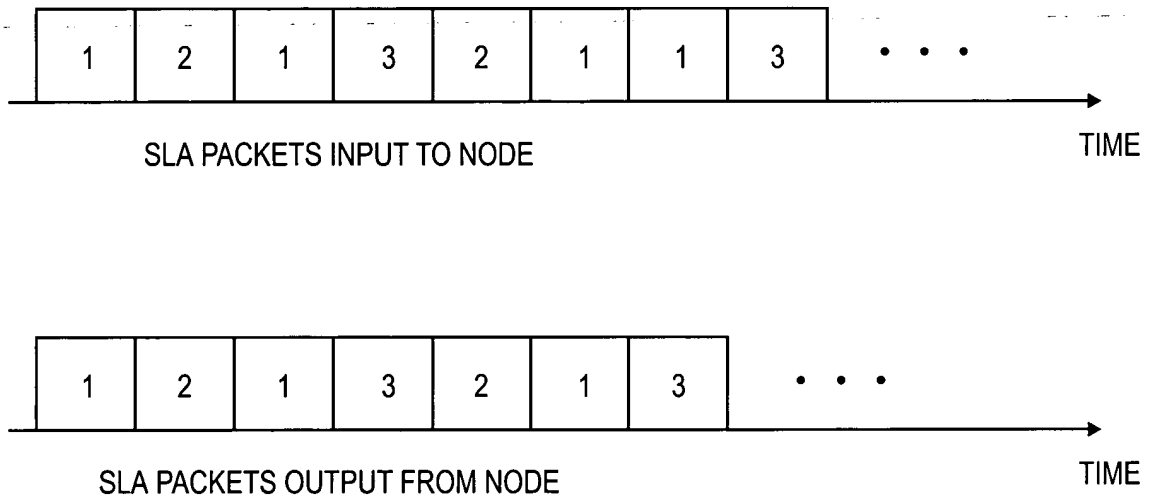 1 2 1 3 2 1 1 3 • • •
TIME
SLA PACKETS INPUT TO NODE
1 2 1 3 2 1 3 • • •
TIME
SLA PACKETS OUTPUT FROM NODE